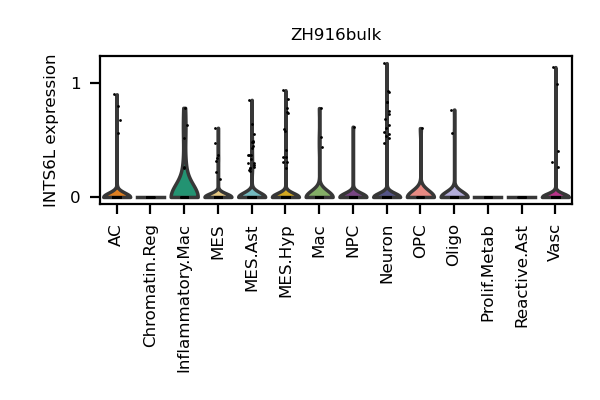 ZH916bulk
INTS6L expression
1
0
AC
Chromatin.Reg
Inflammatory.Mac
MES
MES.Ast
MES.Hyp
Mac
NPC
Neuron
OPC
Oligo
Prolif.Metab
Reactive.Ast
Vasc